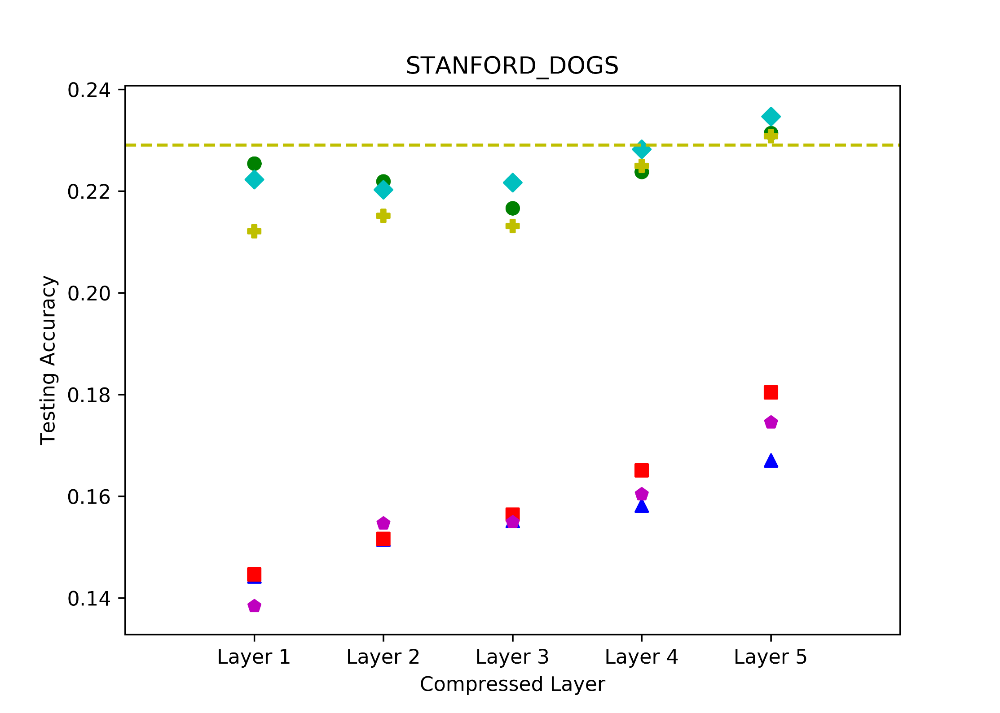 STANFORD_DOGS
0.24
0.22
0.20
0.18
0.16
0.14
Testing Accuracy
Layer 1 Layer 2 Layer 3 Layer 4 Layer 5
Compressed Layer